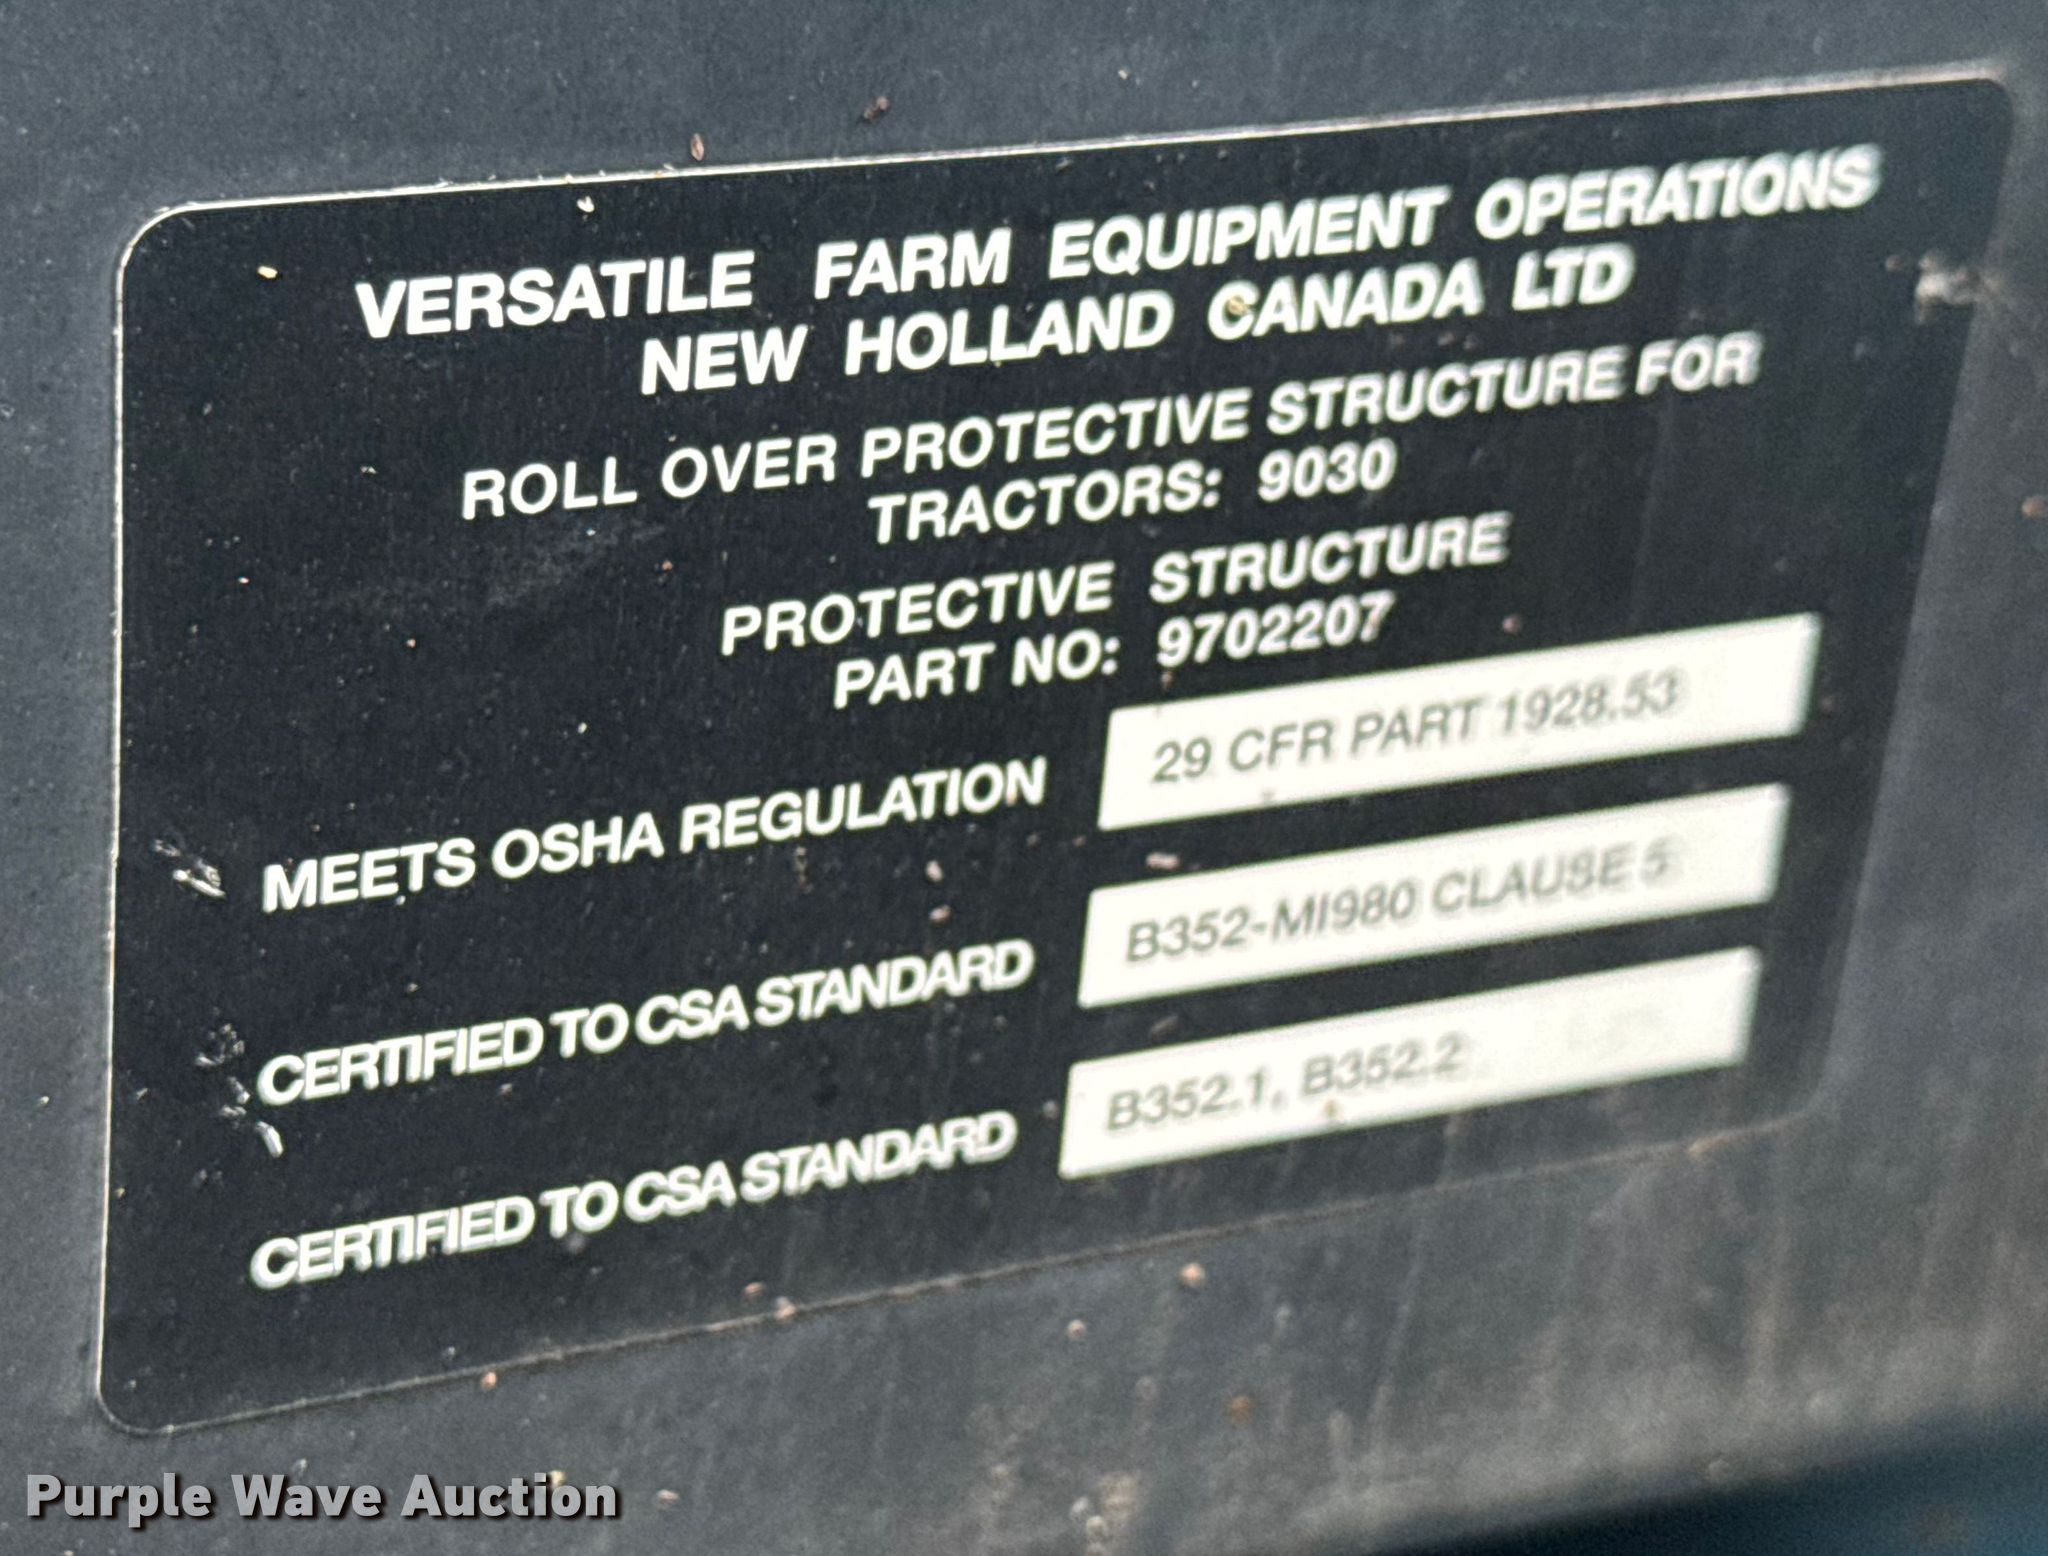 VERSATILE FARM EQUIPMENT OPERATIONS
NEW HOLLAND CANADA LTD
ROLL OVER PROTECTIVE STRUCTURE FOR
TRACTORS: 9030
PROTECTIVE STRUCTURE
PART NO: 9702207
MEETS OSHA REGULATION 29 CFR PART 1928.53
CERTIFIED TO CSA STANDARD B352-MI980 CLAUSE 5
CERTIFIED TO CSA STANDARD B352.1, B352.2
Purple Wave Auction